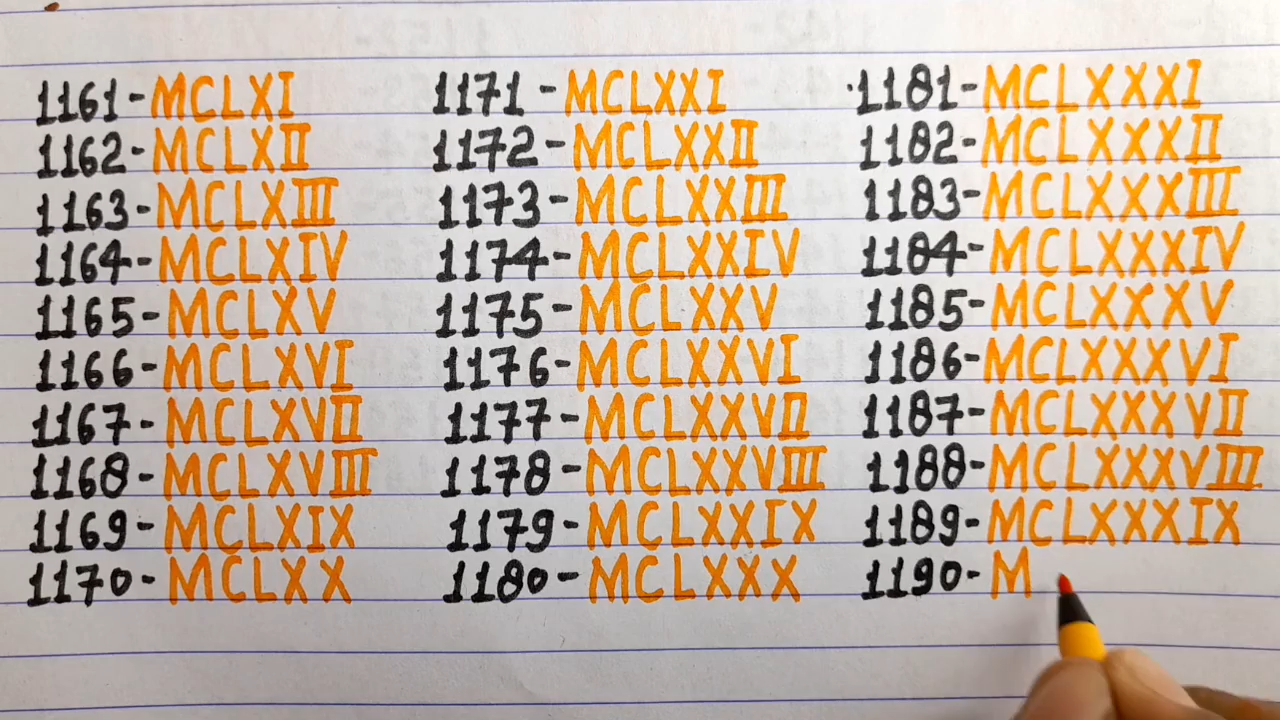 1161-MCLXI
1162-MCLXII
1163-MCLXIII
1164-MCLXIV
1165-MCLXV
1166-MCLXVI
1167-MCLXVII
1168-MCLXVIII
1169-MCLXIX
1170-MCLXX
1171-MCLXXI
1172-MCLXXII
1173-MCLXXIII
1174-MCLXXIV
1175-MCLXXV
1176-MCLXXVI
1177-MCLXXVII
1178-MCLXXVIII
1179-MCLXXIX
1180-MCLXXX
1181-MCLXXXI
1182-MCLXXXII
1183-MCLXXXIII
1184-MCLXXXIV
1185-MCLXXXV
1186-MCLXXXVI
1187-MCLXXXVII
1188-MCLXXXVIII
1189-MCLXXXIX
1190-M